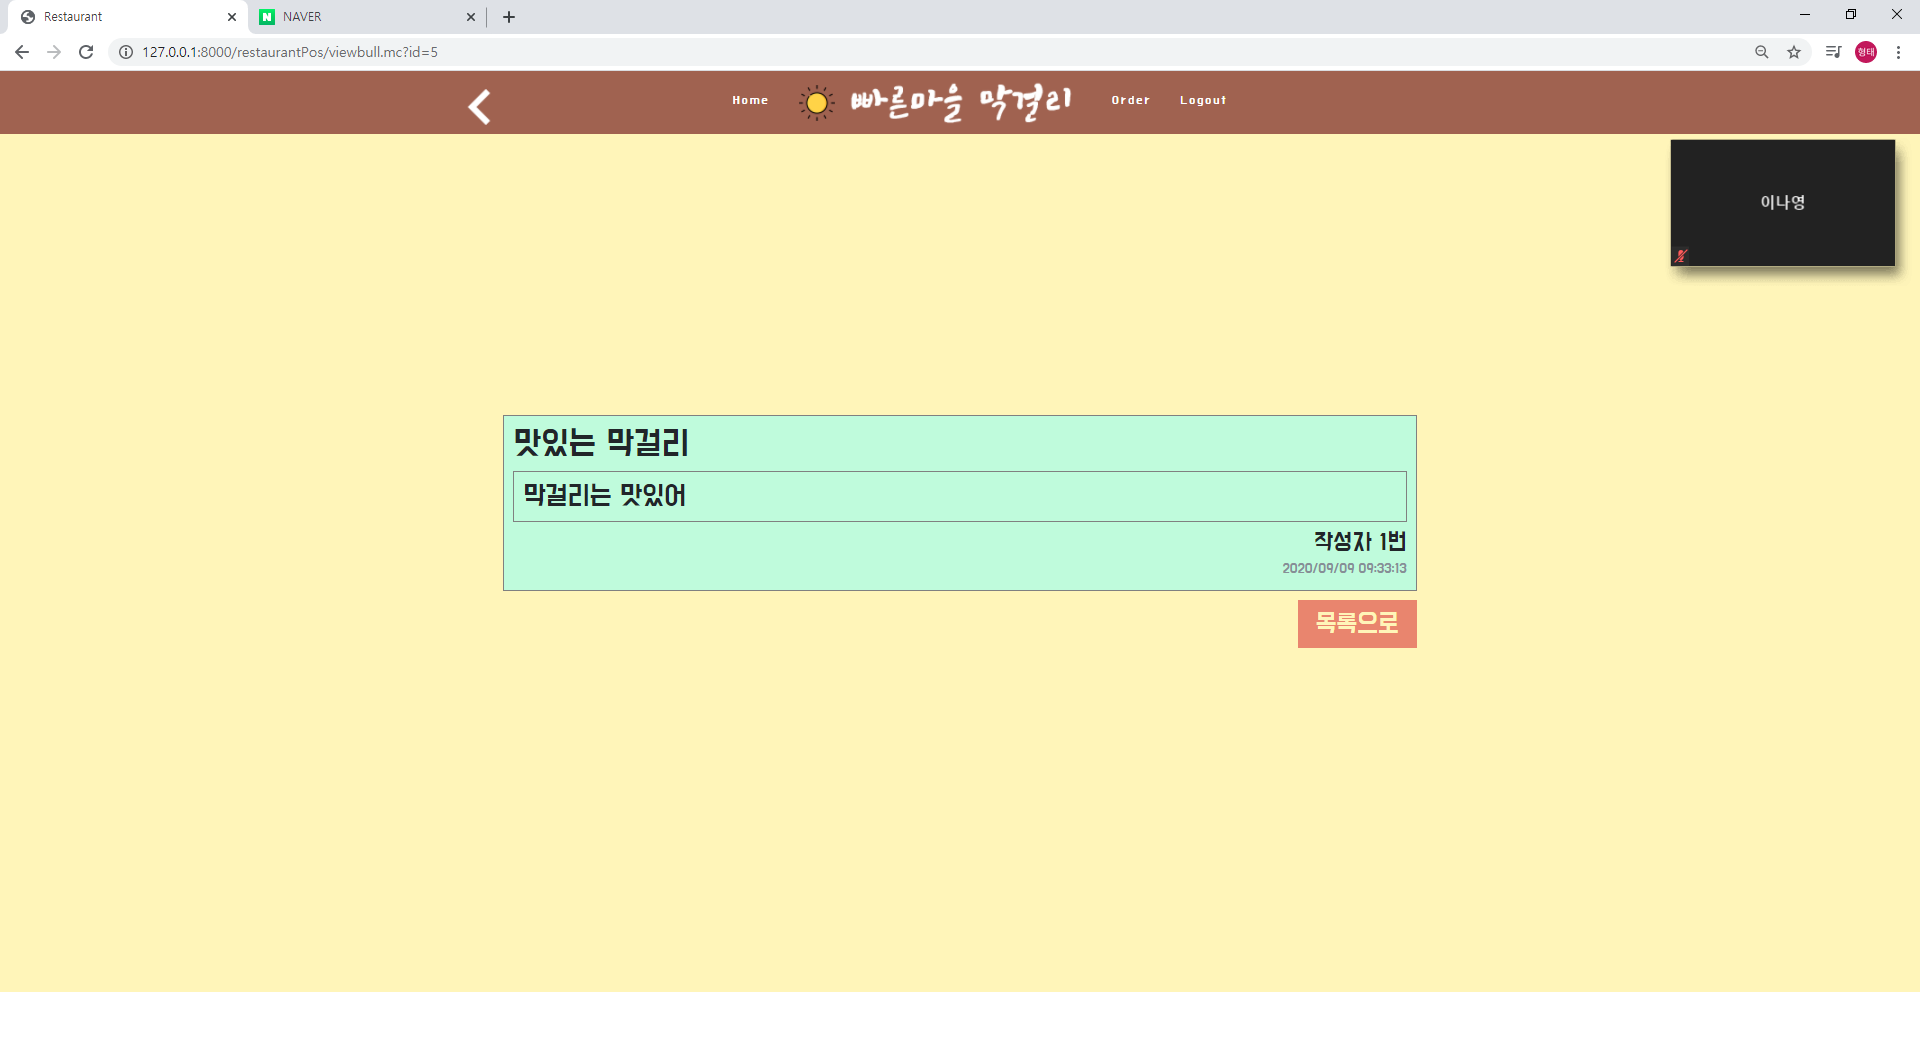 Restaurant
NAVER
127.0.0.1:8000/restaurantPos/viewbull.mc?id=5
형태
Home
빠른마을 막걸리
Order
Logout
이나영
맛있는 막걸리
막걸리는 맛있어
작성자 1번
2020/09/09 09:33:13
목록으로